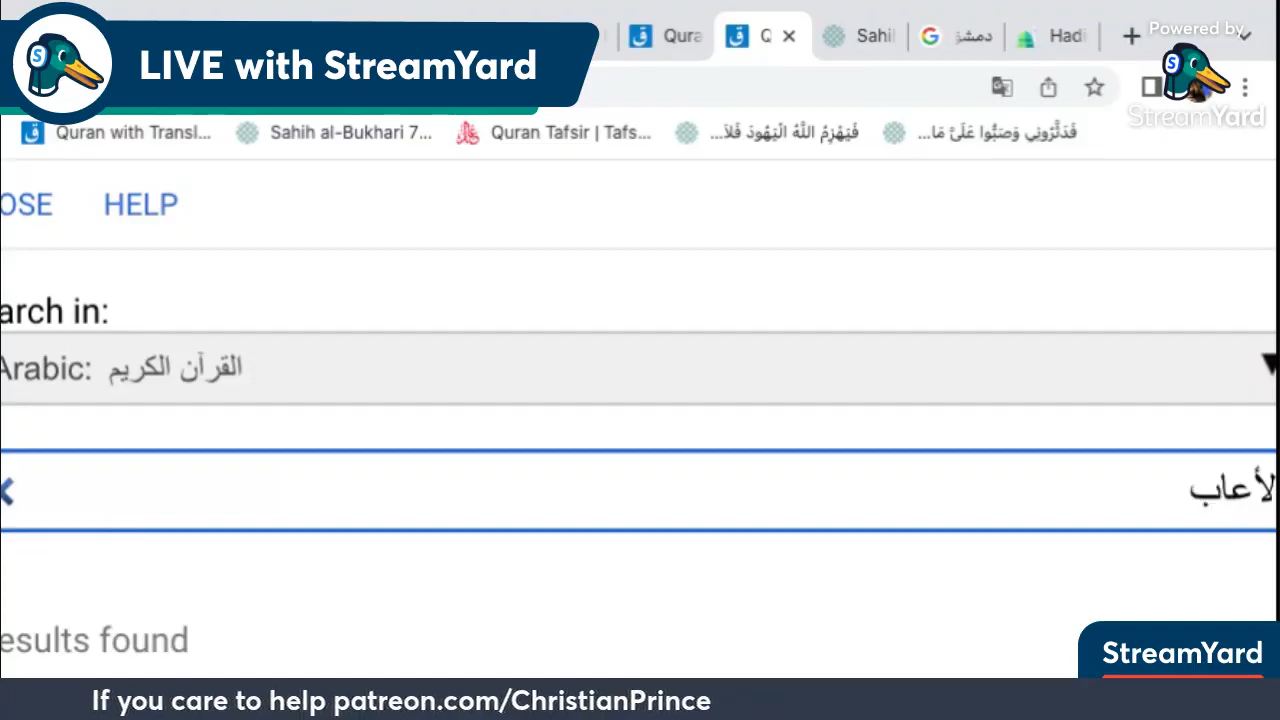 LIVE with StreamYard
Qura
Q
Sahi
دمشق
Hadi
Powered by
StreamYard
Quran with Transl...
Sahih al-Bukhari 7...
Quran Tafsir | Tafs...
فَيَهْزِمُ اللَّهُ الْيَهُودَ فَلاَ...
فَدَثَّرُونِي وَصَبُّوا عَلَىَّ مَا...
OSE
HELP
arch in:
Arabic: القرآن الكريم
لأعاب
esults found
StreamYard
If you care to help patreon.com/ChristianPrince